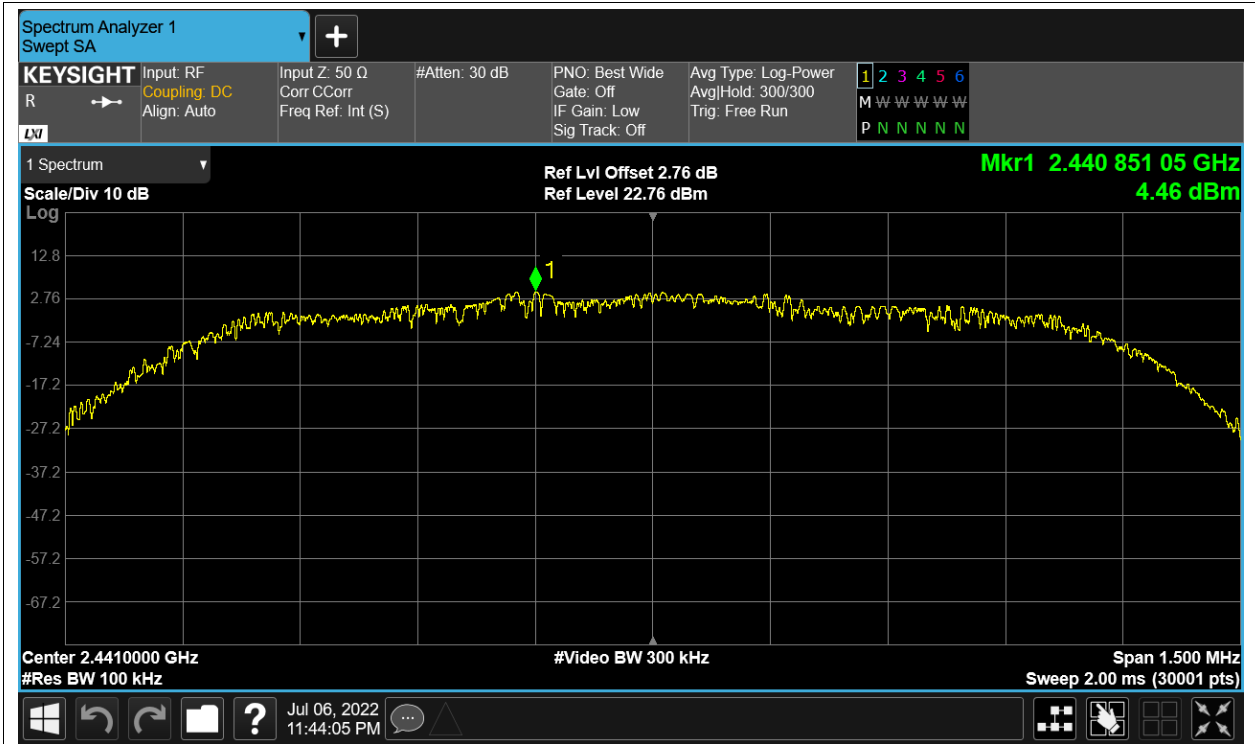 Spectrum Analyzer 1
Swept SA
+
KEYSIGHT
R
LXI
Input: RF
Coupling: DC
Align: Auto
Input Z: 50 Ω
Corr CCorr
Freq Ref: Int (S)
#Atten: 30 dB
PNO: Best Wide
Gate: Off
IF Gain: Low
Sig Track: Off
Avg Type: Log-Power
Avg|Hold: 300/300
Trig: Free Run
1 2 3 4 5 6
M W W W W W
P N N N N N
1 Spectrum
Scale/Div 10 dB
Log
Ref Lvl Offset 2.76 dB
Ref Level 22.76 dBm
Mkr1 2.440 851 05 GHz
4.46 dBm
12.8
2.76
-7.24
-17.2
-27.2
-37.2
-47.2
-57.2
-67.2
1
Center 2.4410000 GHz
#Res BW 100 kHz
#Video BW 300 kHz
Span 1.500 MHz
Sweep 2.00 ms (30001 pts)
?
Jul 06, 2022
11:44:05 PM